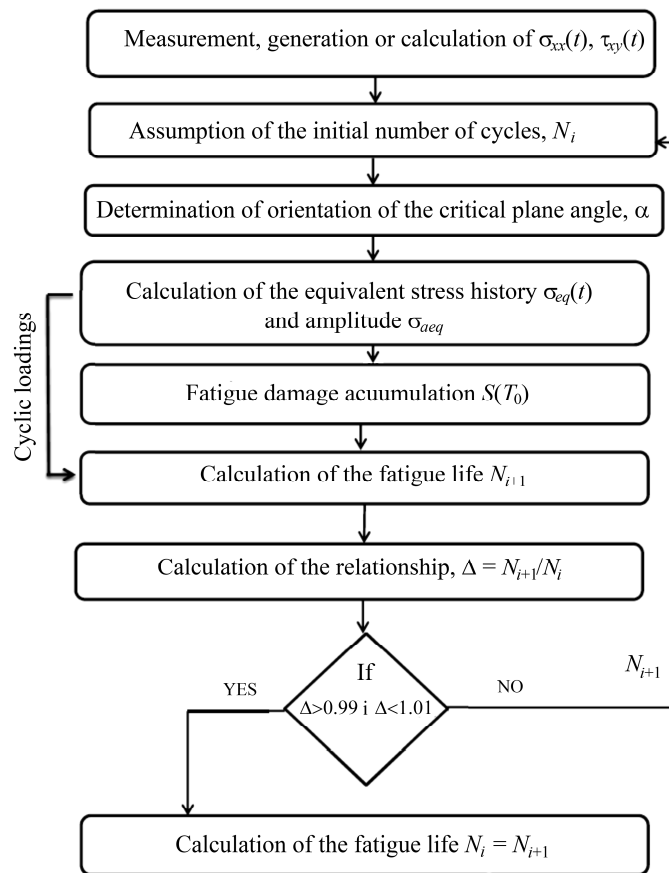 Measurement, generation or calculation of σxx(t), τxy(t)
Assumption of the initial number of cycles, Ni
Determination of orientation of the critical plane angle, α
Calculation of the equivalent stress history σeq(t)
and amplitude σaeq
Cyclic loadings
Fatigue damage acuumulation S(T0)
Calculation of the fatigue life Ni+1
Calculation of the relationship, Δ = Ni+1/Ni
If
Δ>0.99 i Δ<1.01
YES
NO
Ni+1
Calculation of the fatigue life Ni = Ni+1